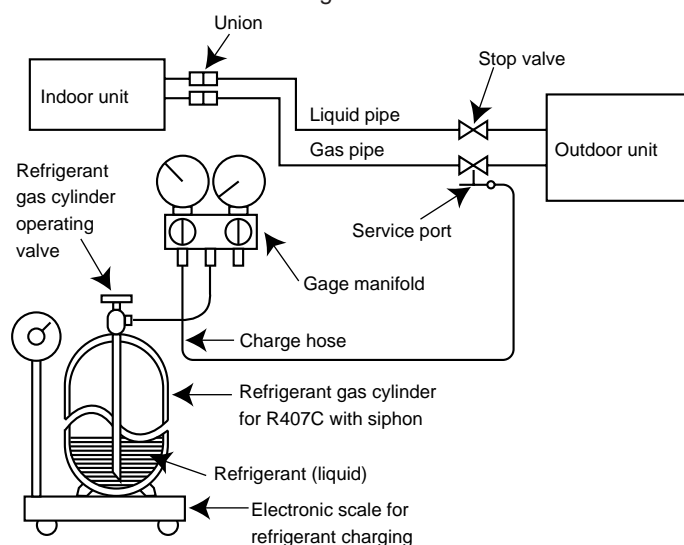 Union
Stop valve
Indoor unit
Liquid pipe
Gas pipe
Outdoor unit
Refrigerant
gas cylinder
operating
valve
Service port
Gage manifold
Charge hose
Refrigerant gas cylinder
for R407C with siphon
Refrigerant (liquid)
Electronic scale for
refrigerant charging